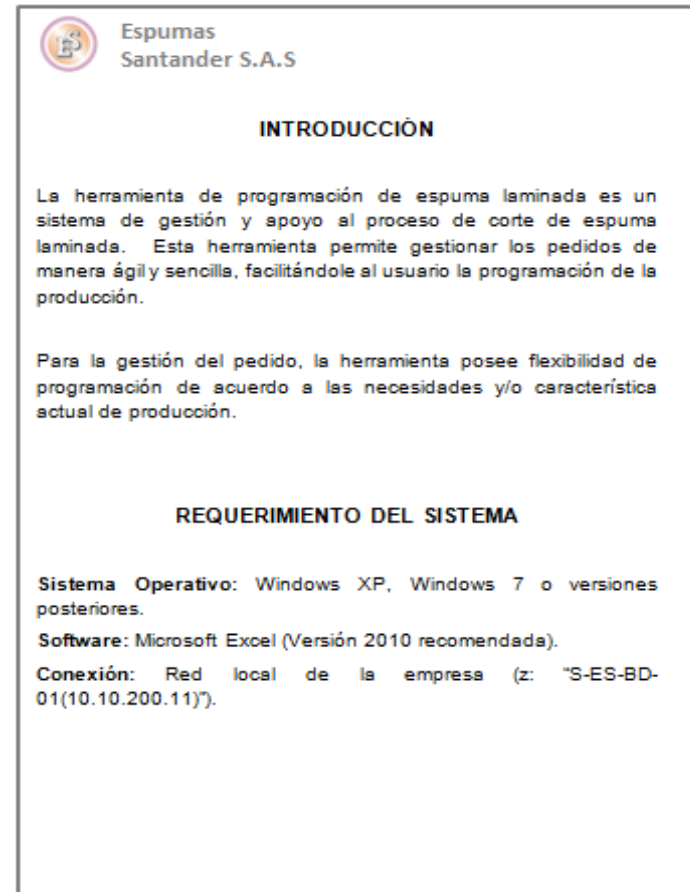 ES
Espumas
Santander S.A.S
INTRODUCCIÓN
La herramienta de programación de espuma laminada es un
sistema de gestión y apoyo al proceso de corte de espuma
laminada. Esta herramienta permite gestionar los pedidos de
manera ágil y sencilla, facilitándole al usuario la programación de la
producción.
Para la gestión del pedido, la herramienta posee flexibilidad de
programación de acuerdo a las necesidades y/o característica
actual de producción.
REQUERIMIENTO DEL SISTEMA
Sistema Operativo: Windows XP, Windows 7 o versiones
posteriores.
Software: Microsoft Excel (Versión 2010 recomendada).
Conexión: Red local de la empresa (z: "S-ES-BD-
01(10.10.200.11)").